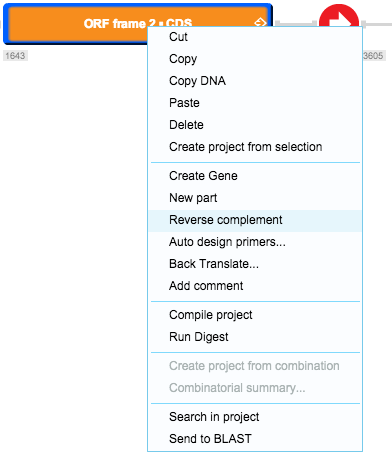 ORF frame 2 • CDS
1643
3605
Cut
Copy
Copy DNA
Paste
Delete
Create project from selection
Create Gene
New part
Reverse complement
Auto design primers...
Back Translate...
Add comment
Compile project
Run Digest
Create project from combination
Combinatorial summary...
Search in project
Send to BLAST